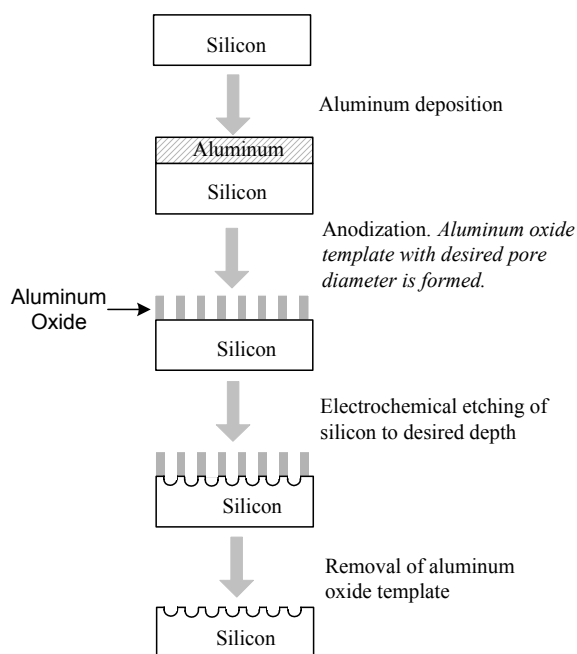 Silicon
Aluminum deposition
Aluminum
Silicon
Anodization. Aluminum oxide
template with desired pore
diameter is formed.
Aluminum
Oxide
Silicon
Electrochemical etching of
silicon to desired depth
Silicon
Removal of aluminum
oxide template
Silicon